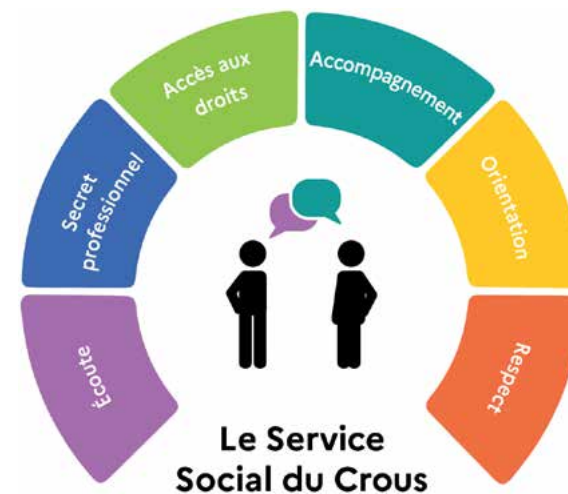 Écoute
Secret
professionnel
Accès aux
droits
Accompagnement
Orientation
Respect
Le Service
Social du Crous